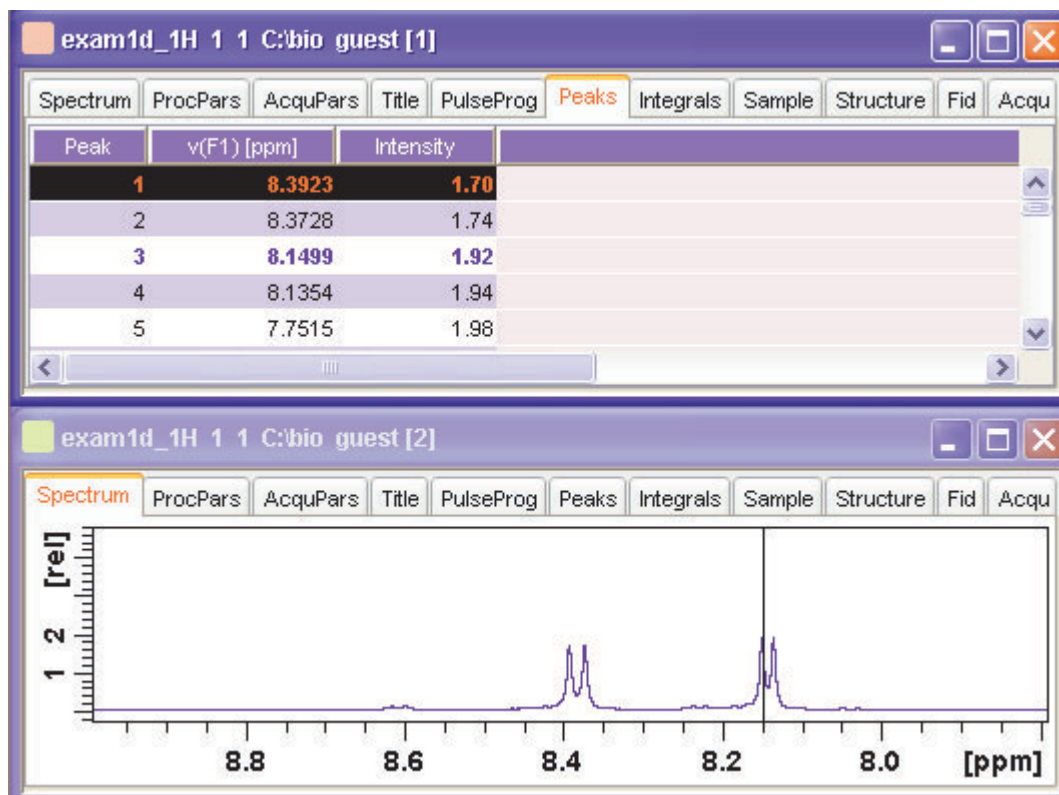 exam1d_1H 1 1 C:\bio guest [1]
Spectrum ProcPars AcquPars Title PulseProg Peaks Integrals Sample Structure Fid Acqu
Peak v(F1) [ppm] Intensity
1 8.3923 1.70
2 8.3728 1.74
3 8.1499 1.92
4 8.1354 1.94
5 7.7515 1.98
exam1d_1H 1 1 C:\bio guest [2]
Spectrum ProcPars AcquPars Title PulseProg Peaks Integrals Sample Structure Fid Acqu
[rel]
2
1
8.8 8.6 8.4 8.2 8.0 [ppm]